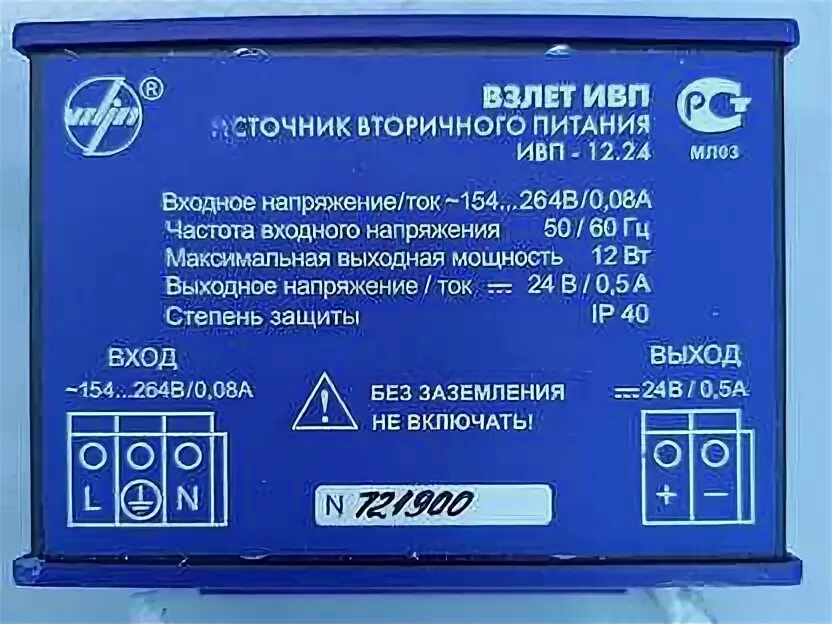 ®
ВЗЛЕТ ИВП
ИСТОЧНИК ВТОРИЧНОГО ПИТАНИЯ
ИВП - 12.24
РСТ
МЛ03
Входное напряжение/ток ~154...264В/0,08А
Частота входного напряжения 50 / 60 Гц
Максимальная выходная мощность 12 Вт
Выходное напряжение / ток ⎓ 24 В / 0,5 А
Степень защиты IP 40
ВХОД
~154...264В/0,08А
L ⏚ N
БЕЗ ЗАЗЕМЛЕНИЯ
НЕ ВКЛЮЧАТЬ!
N 721900
ВЫХОД
⎓24В / 0,5А
+ −